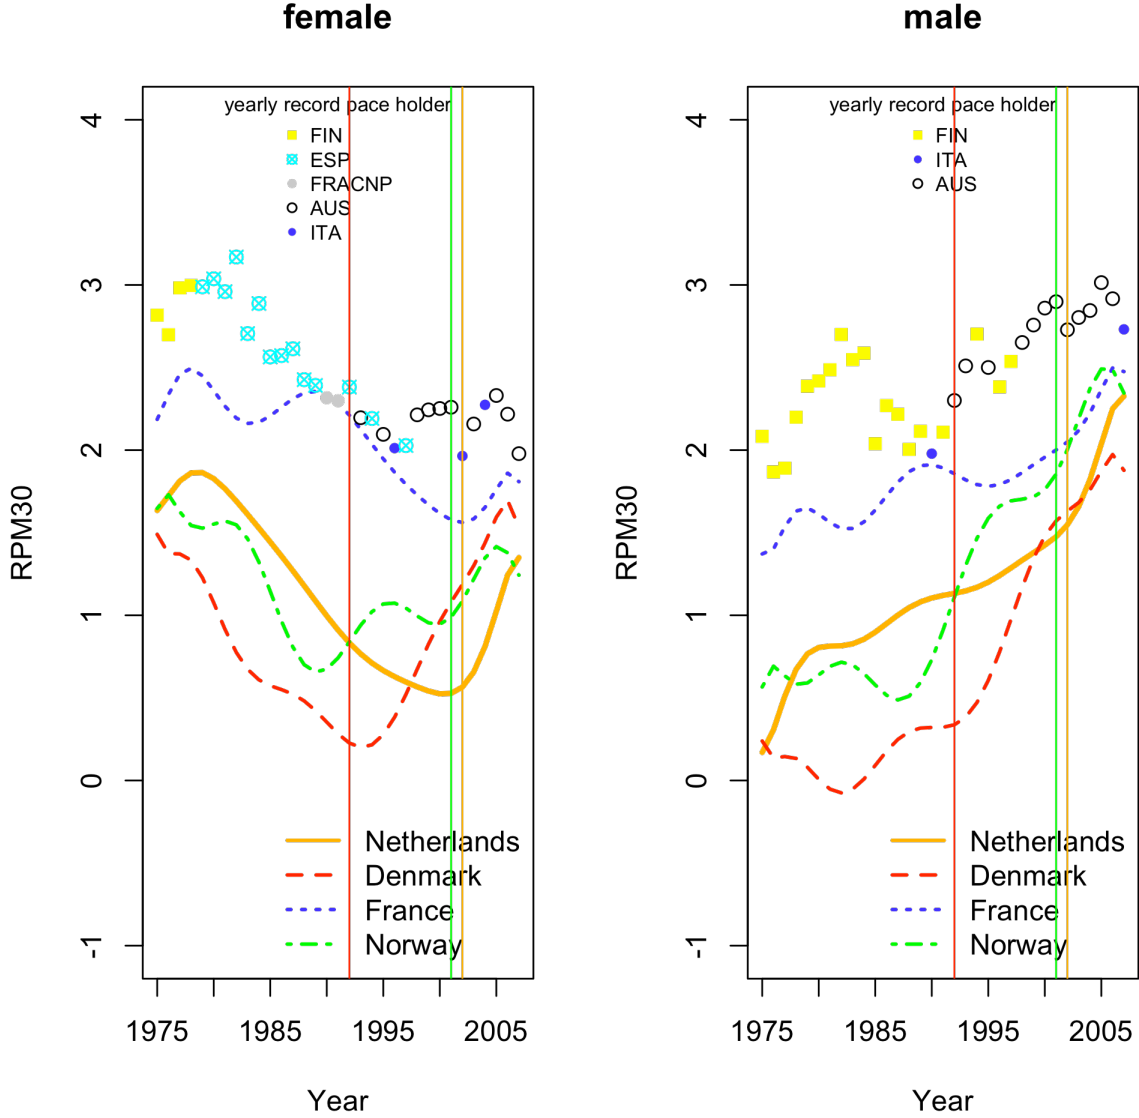 female
yearly record pace holder
FIN
ESP
FRACNP
AUS
ITA
4
3
2
1
0
-1
RPM30
Netherlands
Denmark
France
Norway
1975 1985 1995 2005
Year
male
yearly record pace holder
FIN
ITA
AUS
4
3
2
1
0
-1
RPM30
Netherlands
Denmark
France
Norway
1975 1985 1995 2005
Year